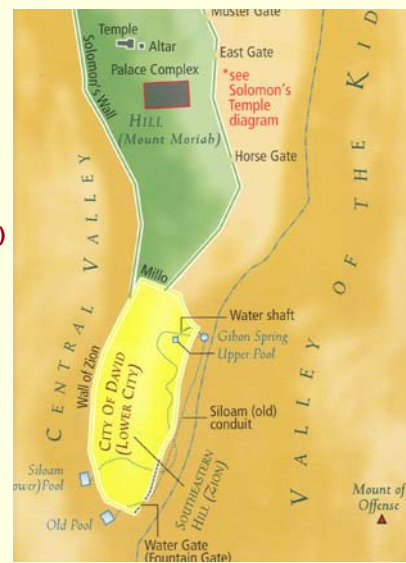 Muster Gate
Temple
Altar
East Gate
Solomon's Wall
Palace Complex
*see
Solomon's
Temple
diagram
HILL
(Mount Moriah)
Horse Gate
CENTRAL VALLEY
VALLEY OF THE KID
)
Millo
Water shaft
Gihon Spring
Upper Pool
Wall of Zion
CITY OF DAVID
(LOWER CITY)
Siloam (old)
conduit
SOUTHEASTERN
HILL (ZION)
Siloam
ower)Pool
Old Pool
Mount of
Offense
Water Gate
(Fountain Gate)